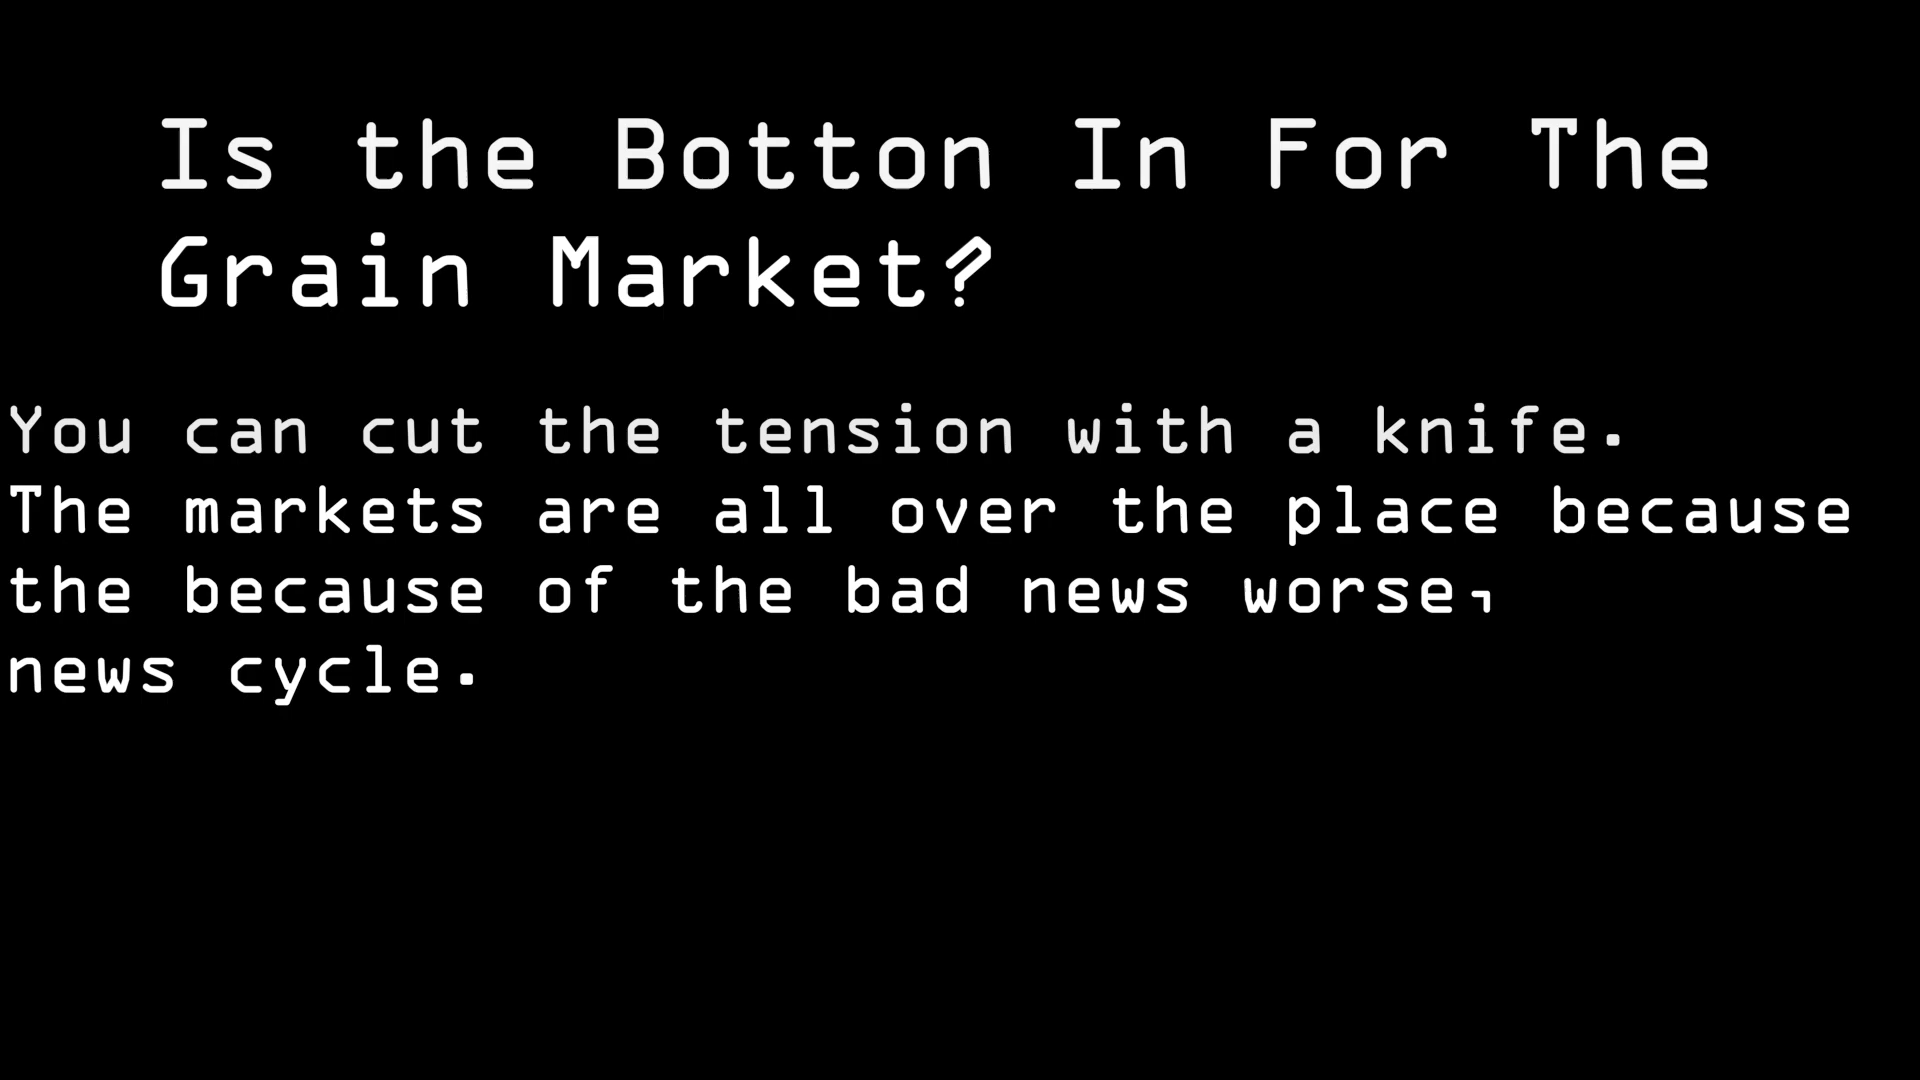 Is the Botton In For The
Grain Market?
You can cut the tension with a knife.
The markets are all over the place because
the because of the bad news worse,
news cycle.